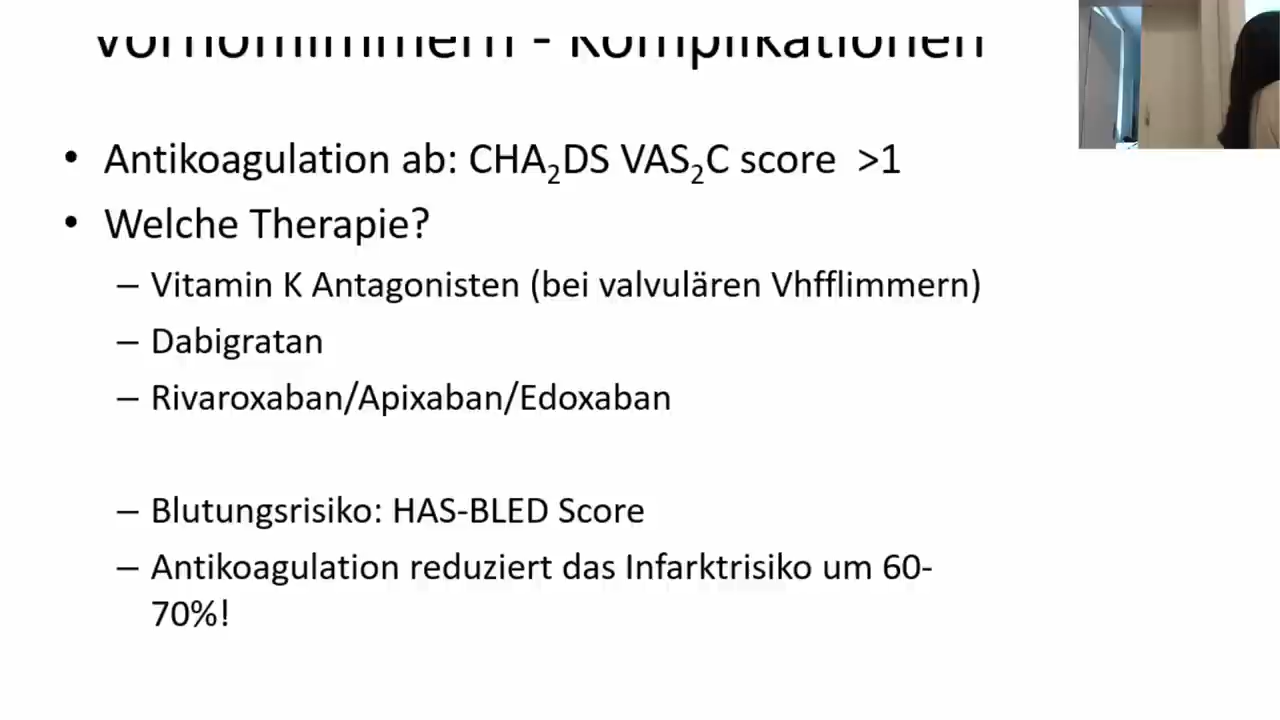 Vorhofflimmern - Komplikationen
• Antikoagulation ab: CHA₂DS VAS₂C score >1
• Welche Therapie?
– Vitamin K Antagonisten (bei valvulären Vhfflimmern)
– Dabigratan
– Rivaroxaban/Apixaban/Edoxaban
– Blutungsrisiko: HAS-BLED Score
– Antikoagulation reduziert das Infarktrisiko um 60-
70%!